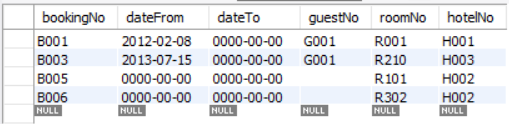 bookingNo dateFrom dateTo guestNo roomNo hotelNo
B001 2012-02-08 0000-00-00 G001 R001 H001
B003 2013-07-15 0000-00-00 G001 R210 H003
B005 0000-00-00 0000-00-00 R101 H002
B006 0000-00-00 0000-00-00 R302 H002
NULL NULL NULL NULL NULL NULL